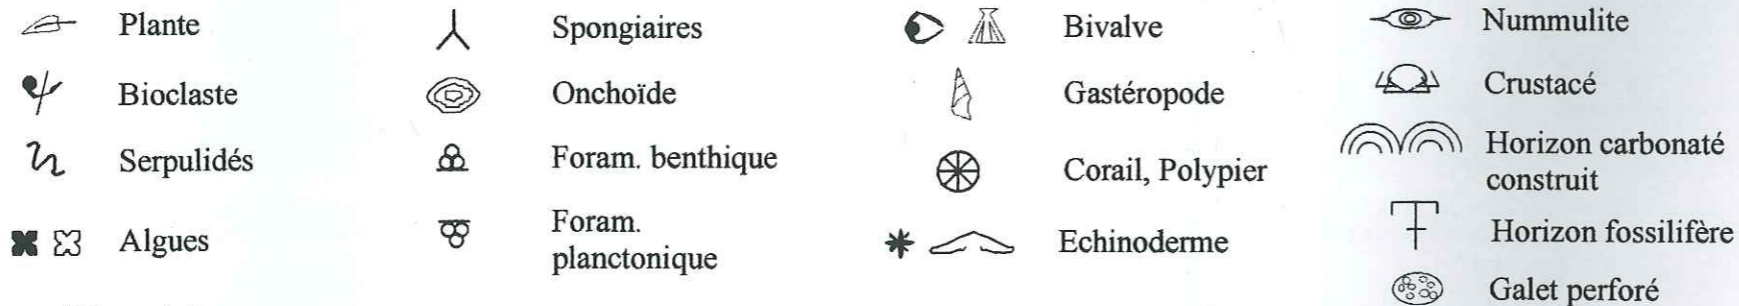 Plante
Bioclaste
Serpulidés
Algues
Spongiaires
Onchoïde
Foram. benthique
Foram.
planctonique
Bivalve
Gastéropode
Corail, Polypier
Echinoderme
Nummulite
Crustacé
Horizon carbonaté
construit
Horizon fossilifère
Galet perforé